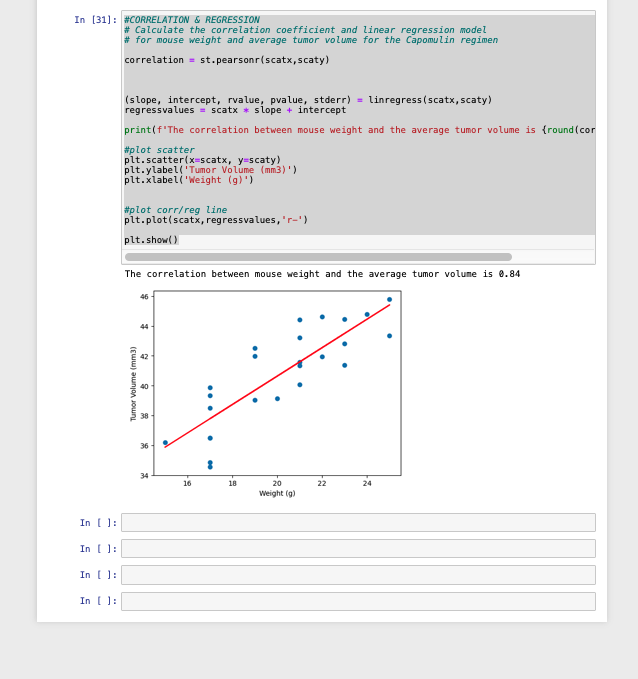 In [31]: #CORRELATION & REGRESSION
# Calculate the correlation coefficient and linear regression model
# for mouse weight and average tumor volume for the Capomulin regimen
correlation = st.pearsonr(scatx,scaty)
(slope, intercept, rvalue, pvalue, stderr) = linregress(scatx,scaty)
regressvalues = scatx * slope + intercept
print(f"The correlation between mouse weight and the average tumor volume is {round(cor
#plot scatter
plt.scatter(x=scatx, y=scaty)
plt.ylabel('Tumor Volume (mm3)')
plt.xlabel('Weight (g)')
#plot corr/reg line
plt.plot(scatx,regressvalues,'r-')
plt.show()
The correlation between mouse weight and the average tumor volume is 0.84
46
44
42
40
38
36
34
Tumor Volume (mm3)
16 18 20 22 24
Weight (g)
In [ ]:
In [ ]:
In [ ]:
In [ ]: